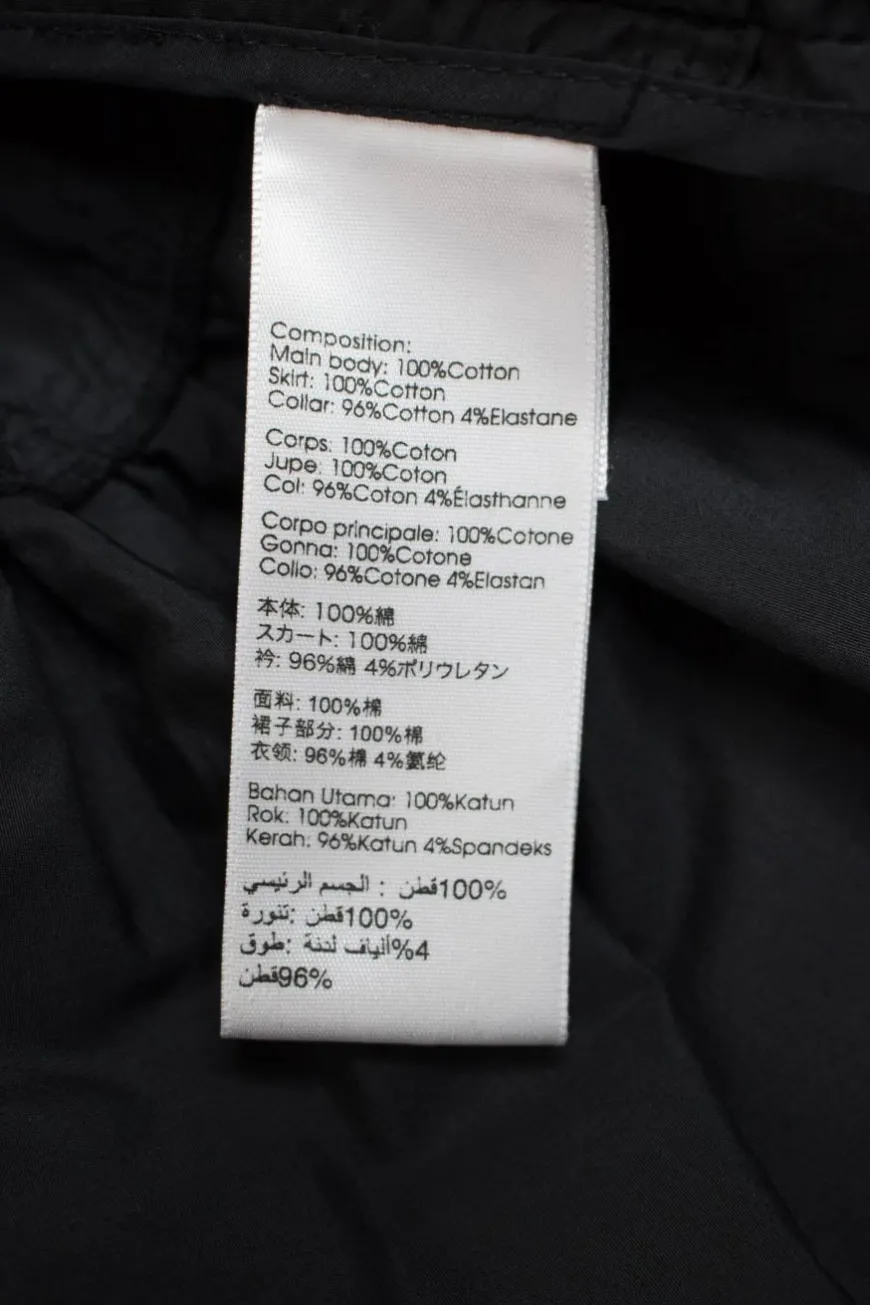 Composition:
Main body: 100%Cotton
Skirt: 100%Cotton
Collar: 96%Cotton 4%Elastane
Corps: 100%Coton
Jupe: 100%Coton
Col: 96%Coton 4%Élasthanne
Corpo principale: 100%Cotone
Gonna: 100%Cotone
Collo: 96%Cotone 4%Elastan
本体: 100%綿
スカート: 100%綿
衿: 96%綿 4%ポリウレタン
面料: 100%棉
裙子部分: 100%棉
衣领: 96%棉 4%氨纶
Bahan Utama: 100%Katun
Rok: 100%Katun
Kerah: 96%Katun 4%Spandeks
100%قطن : الجسم الرئيسي
100%قطن :تنورة
4%ألياف لدنة :طوق
96%قطن